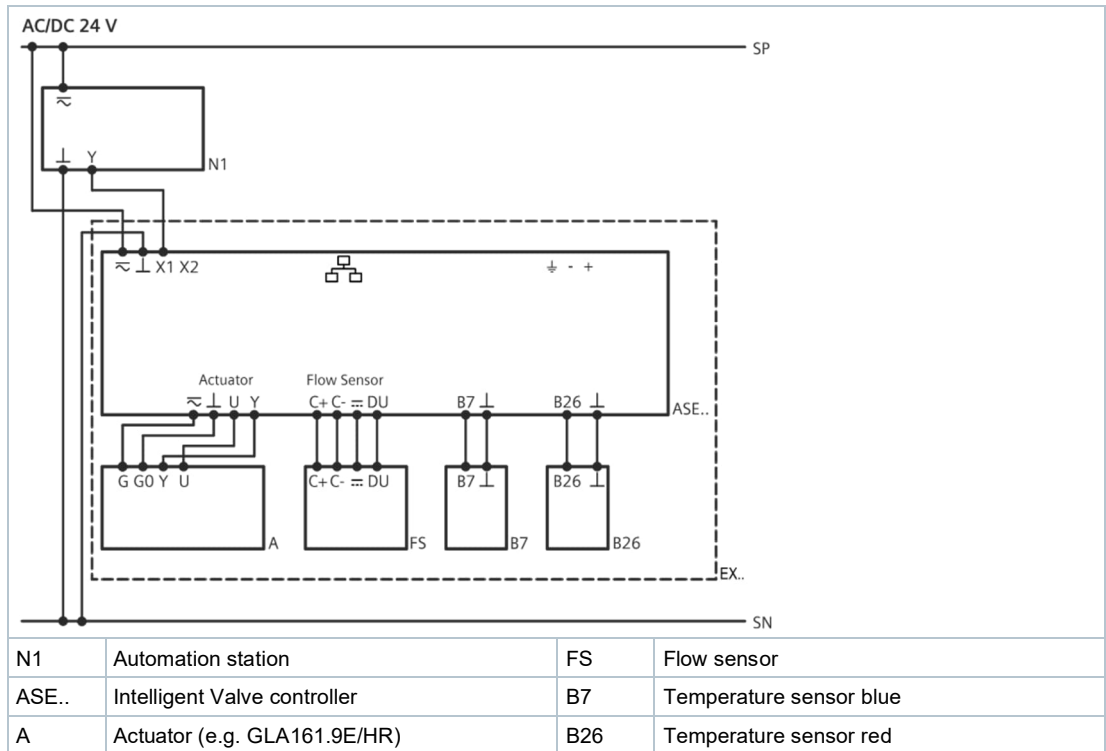 AC/DC 24 V
SP
N1
⊥ Y
⊥ X1 X2
⏚ - +
Actuator Flow Sensor
⊥ U Y C+ C- ⎓ DU B7 ⊥ B26 ⊥
ASE..
G G0 Y U C+ C- ⎓ DU B7 ⊥ B26 ⊥
A FS B7 B26
EX..
SN
N1 Automation station FS Flow sensor
ASE.. Intelligent Valve controller B7 Temperature sensor blue
A Actuator (e.g. GLA161.9E/HR) B26 Temperature sensor red